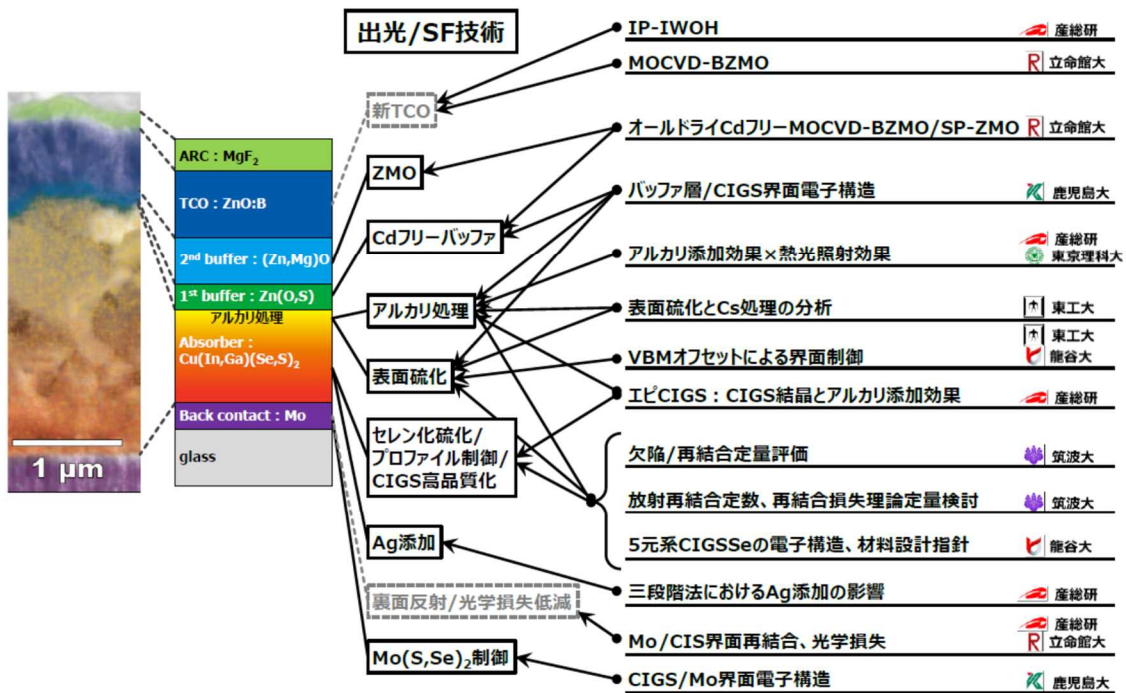 出光/SF技術
1 μm
ARC : MgF2
TCO : ZnO:B
2nd buffer : (Zn,Mg)O
1st buffer : Zn(O,S)
アルカリ処理
Absorber :
Cu(In,Ga)(Se,S)2
Back contact : Mo
glass
新TCO
ZMO
Cdフリーバッファ
アルカリ処理
表面硫化
セレン化硫化/
プロファイル制御/
CIGS高品質化
Ag添加
裏面反射/光学損失低減
Mo(S,Se)2制御
IP-IWOH 産総研
MOCVD-BZMO R 立命館大
オールドライCdフリーMOCVD-BZMO/SP-ZMO R 立命館大
バッファ層/CIGS界面電子構造 鹿児島大
アルカリ添加効果×熱光照射効果 産総研
東京理科大
表面硫化とCs処理の分析 東工大
東工大
VBMオフセットによる界面制御 龍谷大
エピCIGS：CIGS結晶とアルカリ添加効果 産総研
欠陥/再結合定量評価 筑波大
放射再結合定数、再結合損失理論定量検討 筑波大
5元系CIGSSeの電子構造、材料設計指針 龍谷大
三段階法におけるAg添加の影響 産総研
産総研
Mo/CIS界面再結合、光学損失 R 立命館大
CIGS/Mo界面電子構造 鹿児島大